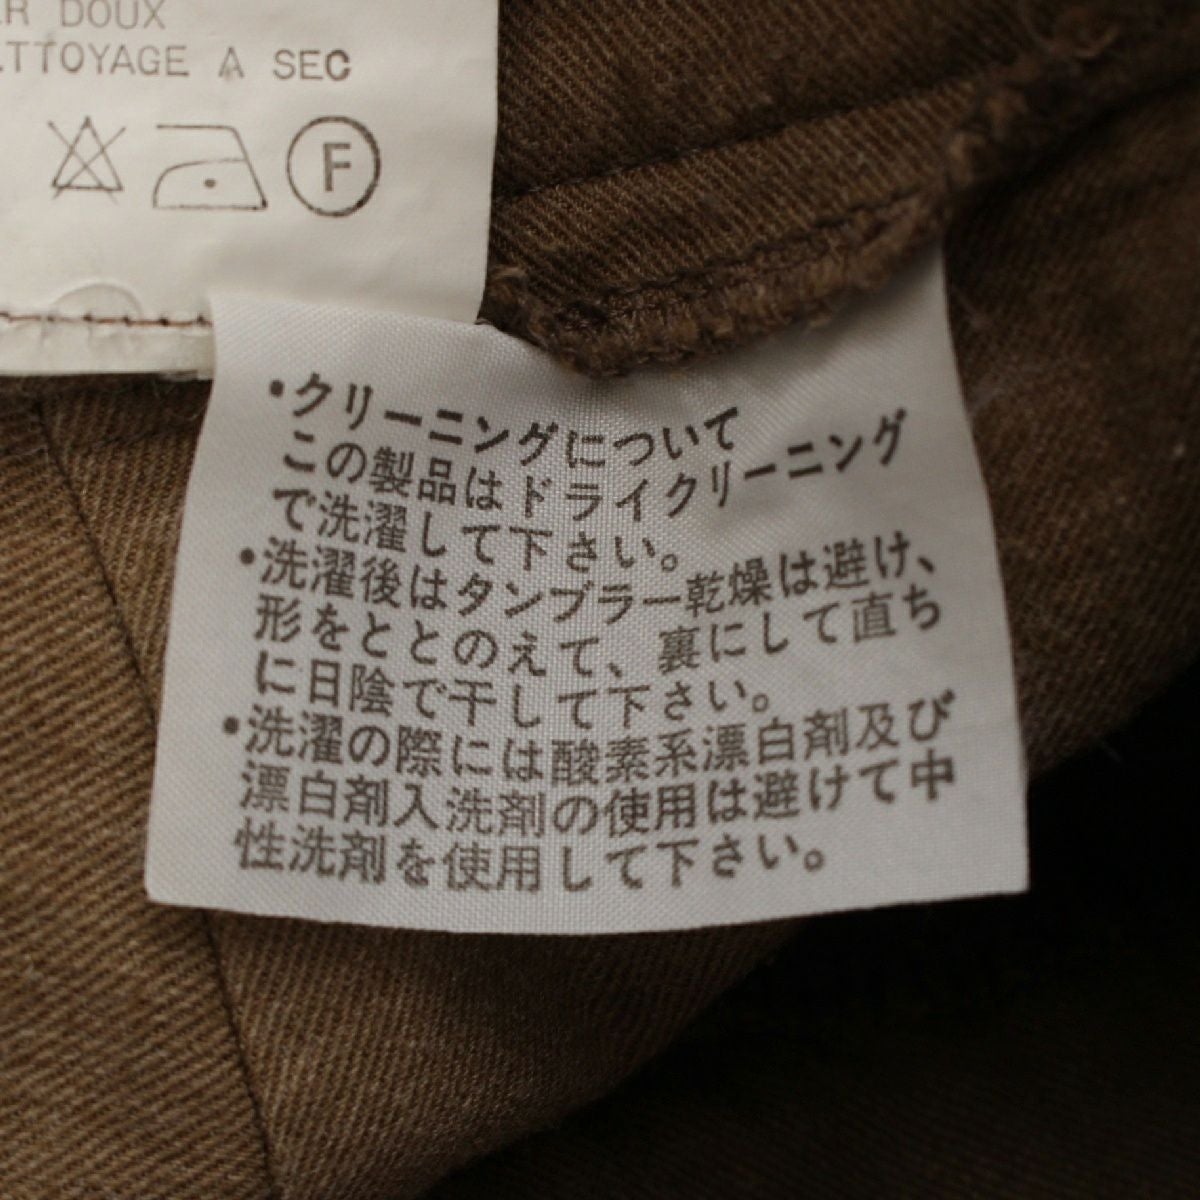 DOUX
A SEC
F
・クリーニングについて
この製品はドライクリーニング
で洗濯して下さい。
・洗濯後はタンブラー乾燥は避け、
形をととのえて、裏にして直ち
に日陰で干して下さい。
・洗濯の際には酸素系漂白剤及び
漂白剤入洗剤の使用は避けて中
性洗剤を使用して下さい。